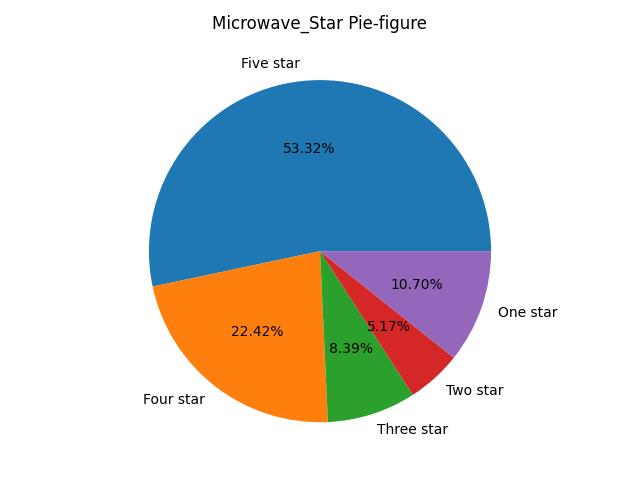 Microwave_Star Pie-figure
Five star
53.32%
10.70%
One star
22.42%
5.17%
8.39%
Four star
Two star
Three star